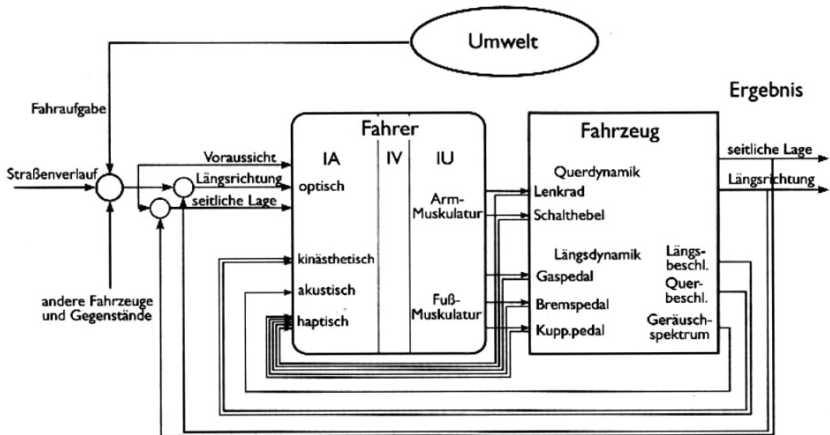 Umwelt
Ergebnis
Fahraufgabe
Straßenverlauf
andere Fahrzeuge
und Gegenstände
Voraussicht
Längsrichtung
seitliche Lage
Fahrer
IA
IV
IU
optisch
kinästhetisch
akustisch
haptisch
Arm-
Muskulatur
Fuß-
Muskulatur
Fahrzeug
Querdynamik
Lenkrad
Schalthebel
Längsdynamik
Gaspedal
Bremspedal
Kupp.pedal
Längs-
beschl.
Quer-
beschl.
Geräusch-
spektrum
seitliche Lage
Längsrichtung